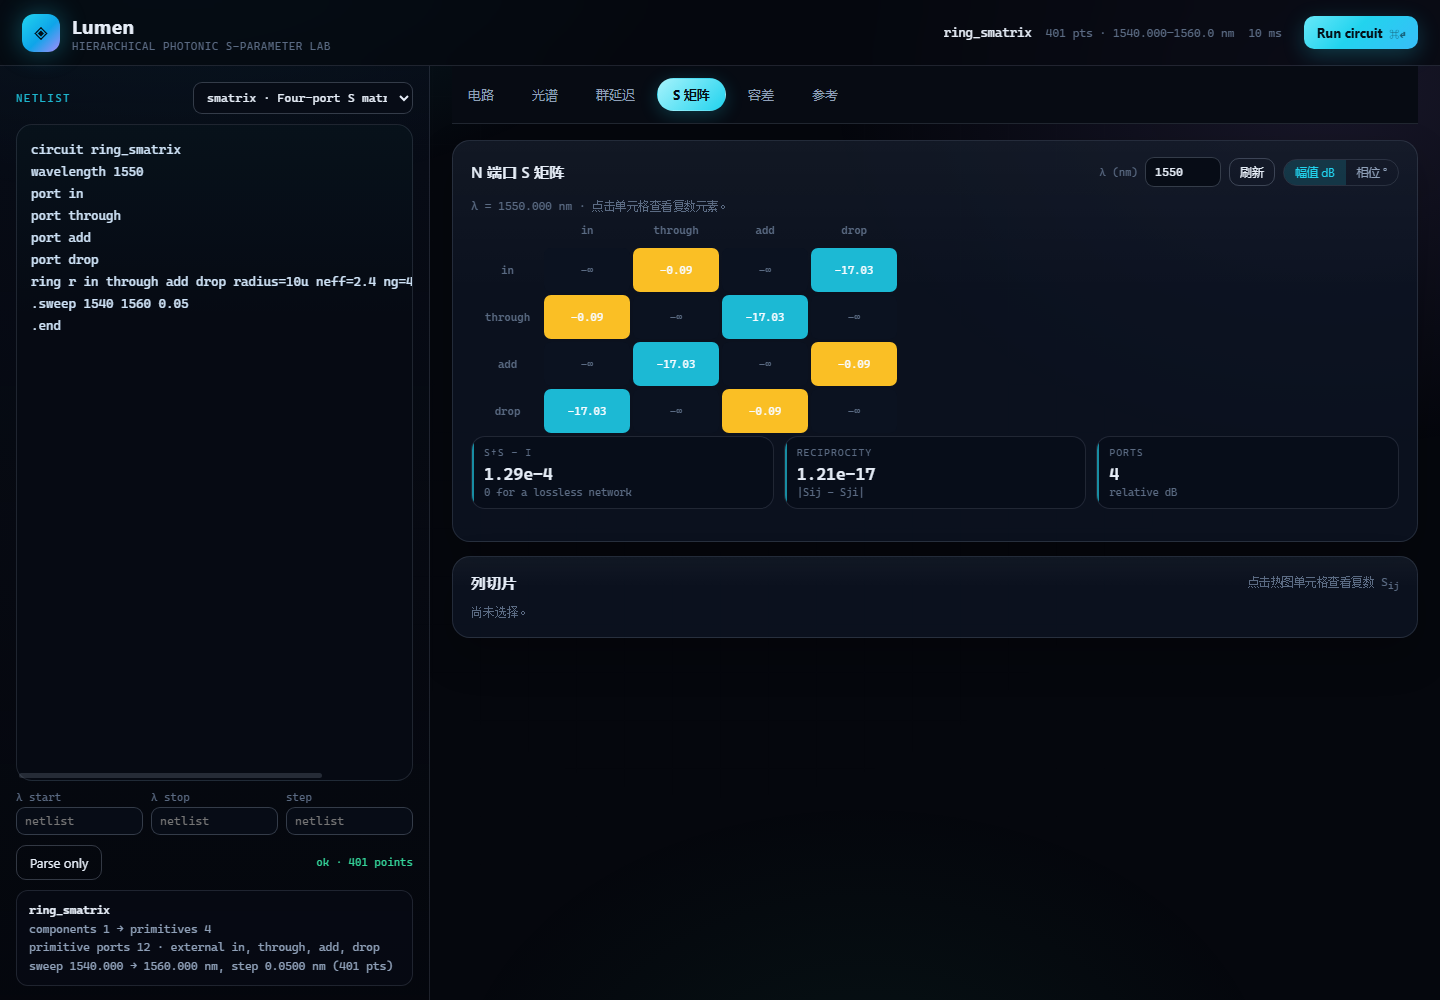 Lumen
HIERARCHICAL PHOTONIC S-PARAMETER LAB
ring_smatrix 401 pts · 1540.000–1560.0 nm 10 ms
Run circuit ⌘↵
NETLIST
smatrix · Four-port S matr
circuit ring_smatrix
wavelength 1550
port in
port through
port add
port drop
ring r in through add drop radius=10u neff=2.4 ng=4
.sweep 1540 1560 0.05
.end
λ start λ stop step
netlist netlist netlist
Parse only
ok · 401 points
ring_smatrix
components 1 → primitives 4
primitive ports 12 · external in, through, add, drop
sweep 1540.000 → 1560.000 nm, step 0.0500 nm (401 pts)
电路 光谱 群延迟 S 矩阵 容差 参考
N 端口 S 矩阵
λ (nm) 1550 刷新 幅值 dB 相位 °
λ = 1550.000 nm · 点击单元格查看复数元素。
in through add drop
in −∞ −0.09 −∞ −17.03
through −0.09 −∞ −17.03 −∞
add −∞ −17.03 −∞ −0.09
drop −17.03 −∞ −0.09 −∞
S†S − I
1.29e−4
0 for a lossless network
RECIPROCITY
1.21e−17
|Sij − Sji|
PORTS
4
relative dB
列切片
点击热图单元格查看复数 Sij
尚未选择。